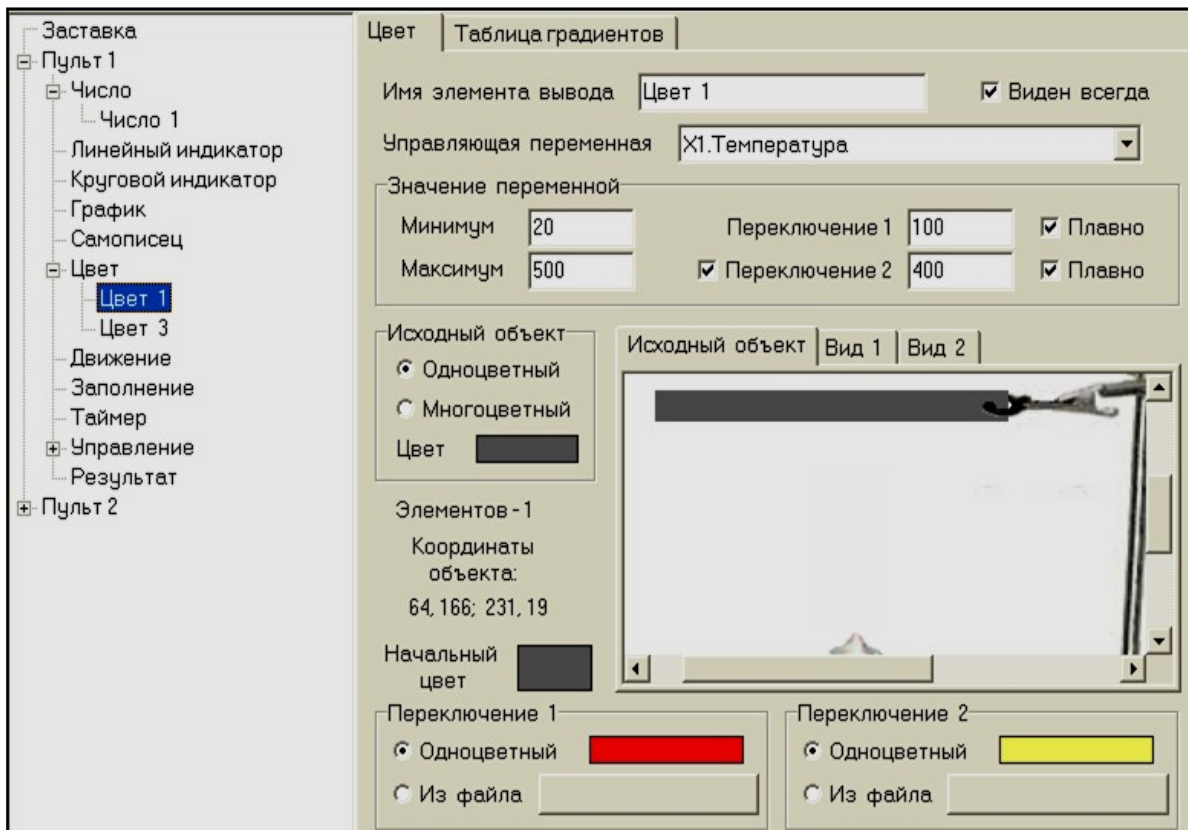 Заставка
Пульт 1
Число
Число 1
Линейный индикатор
Круговой индикатор
График
Самописец
Цвет
Цвет 1
Цвет 3
Движение
Заполнение
Таймер
Управление
Результат
Пульт 2
Цвет Таблица градиентов
Имя элемента вывода Цвет 1 Виден всегда
Управляющая переменная X1.Температура
Значение переменной
Минимум 20 Переключение 1 100 Плавно
Максимум 500 Переключение 2 400 Плавно
Исходный объект
Одноцветный
Многоцветный
Цвет
Элементов - 1
Координаты
объекта:
64, 166; 231, 19
Начальный
цвет
Исходный объект Вид 1 Вид 2
Переключение 1
Одноцветный
Из файла
Переключение 2
Одноцветный
Из файла